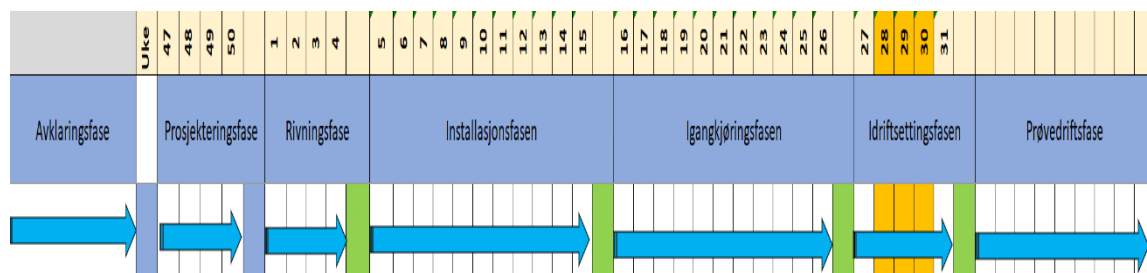 Uke 47 48 49 50 1 2 3 4 5 6 7 8 9 10 11 12 13 14 15 16 17 18 19 20 21 22 23 24 25 26 27 28 29 30 31
Avklaringsfase Prosjekteringsfase Rivningsfase Installasjonsfasen Igangkjøringsfasen Idriftsettingsfasen Prøvedriftsfase